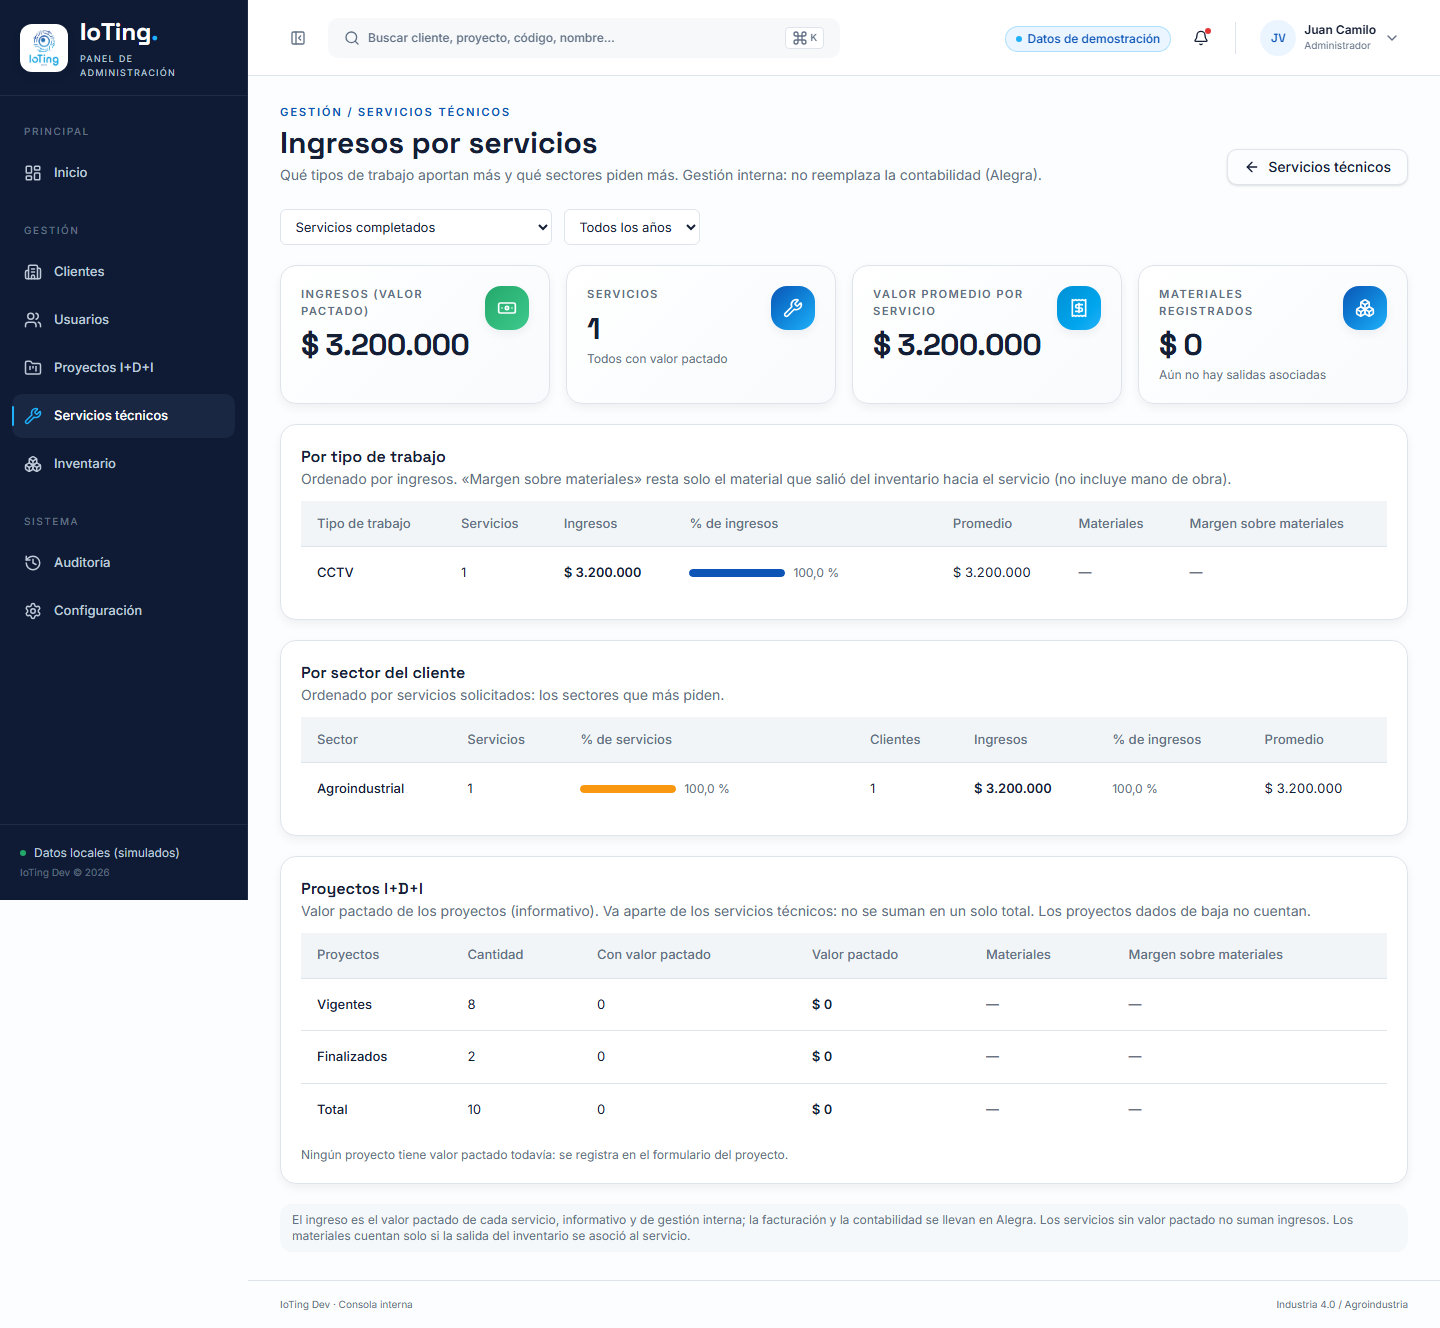 IoTing
IoTing.
PANEL DE
ADMINISTRACIÓN
PRINCIPAL
Inicio
GESTIÓN
Clientes
Usuarios
Proyectos I+D+I
Servicios técnicos
Inventario
SISTEMA
Auditoría
Configuración
Datos locales (simulados)
IoTing Dev © 2026
Buscar cliente, proyecto, código, nombre...
⌘ K
Datos de demostración
JV
Juan Camilo
Administrador
GESTIÓN / SERVICIOS TÉCNICOS
Ingresos por servicios
Qué tipos de trabajo aportan más y qué sectores piden más. Gestión interna: no reemplaza la contabilidad (Alegra).
← Servicios técnicos
Servicios completados
Todos los años
INGRESOS (VALOR
PACTADO)
$ 3.200.000
SERVICIOS
1
Todos con valor pactado
VALOR PROMEDIO POR
SERVICIO
$ 3.200.000
MATERIALES
REGISTRADOS
$ 0
Aún no hay salidas asociadas
Por tipo de trabajo
Ordenado por ingresos. «Margen sobre materiales» resta solo el material que salió del inventario hacia el servicio (no incluye mano de obra).
Tipo de trabajo Servicios Ingresos % de ingresos Promedio Materiales Margen sobre materiales
CCTV 1 $ 3.200.000 100,0 % $ 3.200.000 — —
Por sector del cliente
Ordenado por servicios solicitados: los sectores que más piden.
Sector Servicios % de servicios Clientes Ingresos % de ingresos Promedio
Agroindustrial 1 100,0 % 1 $ 3.200.000 100,0 % $ 3.200.000
Proyectos I+D+I
Valor pactado de los proyectos (informativo). Va aparte de los servicios técnicos: no se suman en un solo total. Los proyectos dados de baja no cuentan.
Proyectos Cantidad Con valor pactado Valor pactado Materiales Margen sobre materiales
Vigentes 8 0 $ 0 — —
Finalizados 2 0 $ 0 — —
Total 10 0 $ 0 — —
Ningún proyecto tiene valor pactado todavía: se registra en el formulario del proyecto.
El ingreso es el valor pactado de cada servicio, informativo y de gestión interna; la facturación y la contabilidad se llevan en Alegra. Los servicios sin valor pactado no suman ingresos. Los
materiales cuentan solo si la salida del inventario se asoció al servicio.
IoTing Dev · Consola interna
Industria 4.0 / Agroindustria